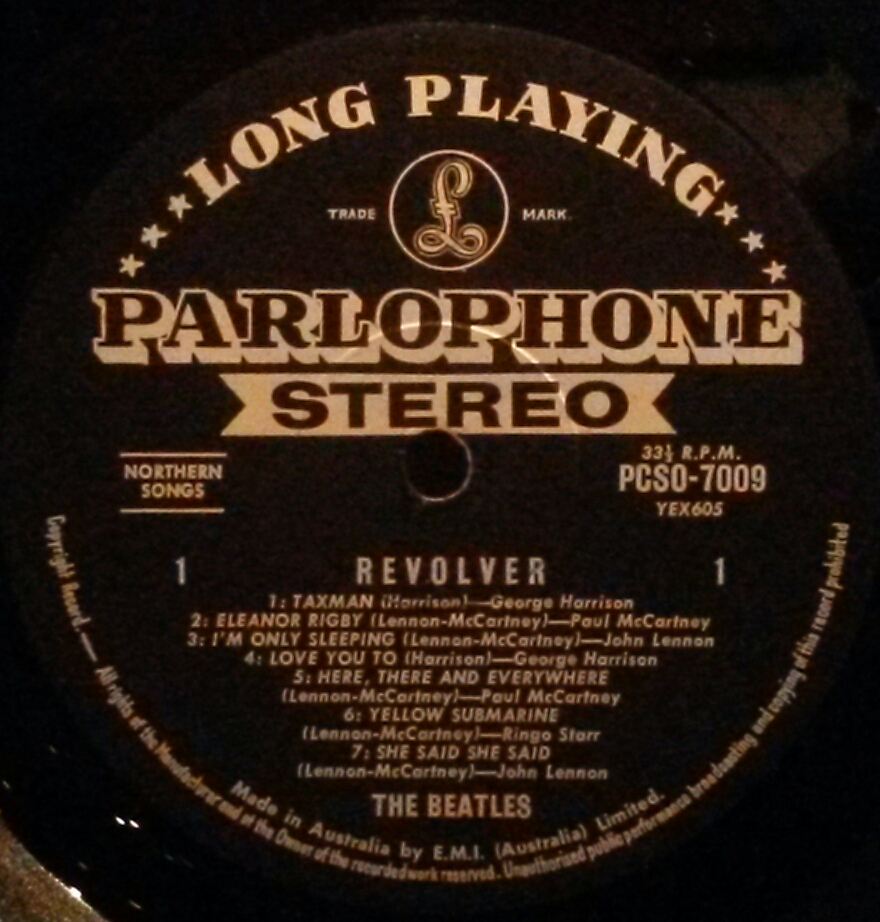 LONG PLAYING
TRADE £ MARK.
PARLOPHONE
STEREO
NORTHERN
SONGS
33⅓ R.P.M.
PCSO-7009
YEX605
1 REVOLVER 1
1: TAXMAN (Harrison)—George Harrison
2: ELEANOR RIGBY (Lennon-McCartney)—Paul McCartney
3: I'M ONLY SLEEPING (Lennon-McCartney)—John Lennon
4: LOVE YOU TO (Harrison)—George Harrison
5: HERE, THERE AND EVERYWHERE
(Lennon-McCartney)—Paul McCartney
6: YELLOW SUBMARINE
(Lennon-McCartney)—Ringo Starr
7: SHE SAID SHE SAID
(Lennon-McCartney)—John Lennon
THE BEATLES
Made in Australia by E.M.I. (Australia) Limited.
Copyright Record.— All rights of the Manufacturer and of the Owner of the recorded work reserved. Unauthorised public performance broadcasting and copying of this record prohibited